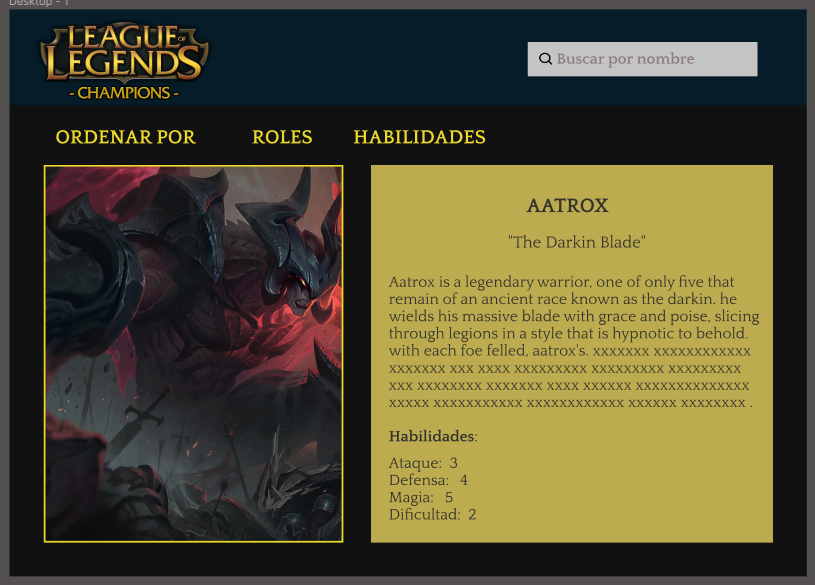 Desktop - 1
LEAGUE OF
LEGENDS
- CHAMPIONS -
Buscar por nombre
ORDENAR POR ROLES HABILIDADES
AATROX
"The Darkin Blade"
Aatrox is a legendary warrior, one of only five that
remain of an ancient race known as the darkin. he
wields his massive blade with grace and poise, slicing
through legions in a style that is hypnotic to behold.
with each foe felled, aatrox's. xxxxxxx xxxxxxxxxxxx
xxxxxxx xxx xxxx xxxxxxxxx xxxxxxxxx xxxxxxxxx
xxx xxxxxxxx xxxxxxx xxxx xxxxxx xxxxxxxxxxxxxx
xxxxx xxxxxxxxxxx xxxxxxxxxxxx xxxxxx xxxxxxxx .
Habilidades:
Ataque: 3
Defensa: 4
Magia: 5
Dificultad: 2